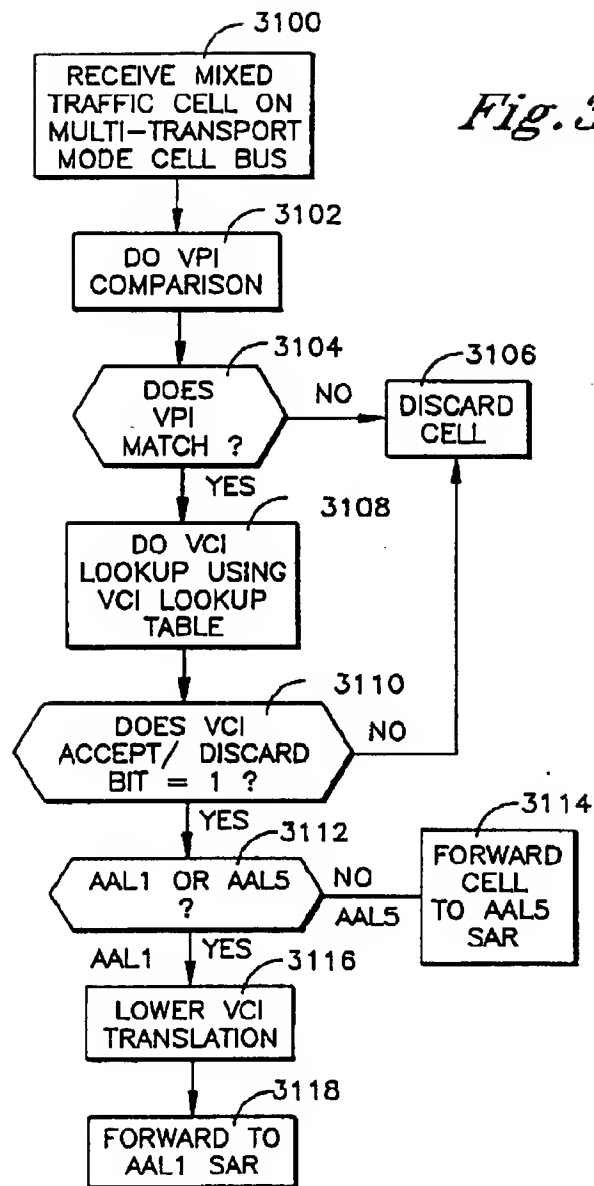 3100
RECEIVE MIXED
TRAFFIC CELL ON
MULTI-TRANSPORT
MODE CELL BUS
Fig.3
3102
DO VPI
COMPARISON
3104
DOES
VPI
MATCH ?
NO
3106
DISCARD
CELL
YES
3108
DO VCI
LOOKUP USING
VCI LOOKUP
TABLE
3110
DOES VCI
ACCEPT/ DISCARD
BIT = 1 ?
NO
YES
3112
AAL1 OR AAL5
?
NO
AAL5
3114
FORWARD
CELL
TO AAL5
SAR
AAL1
YES
3116
LOWER VCI
TRANSLATION
3118
FORWARD TO
AAL1 SAR